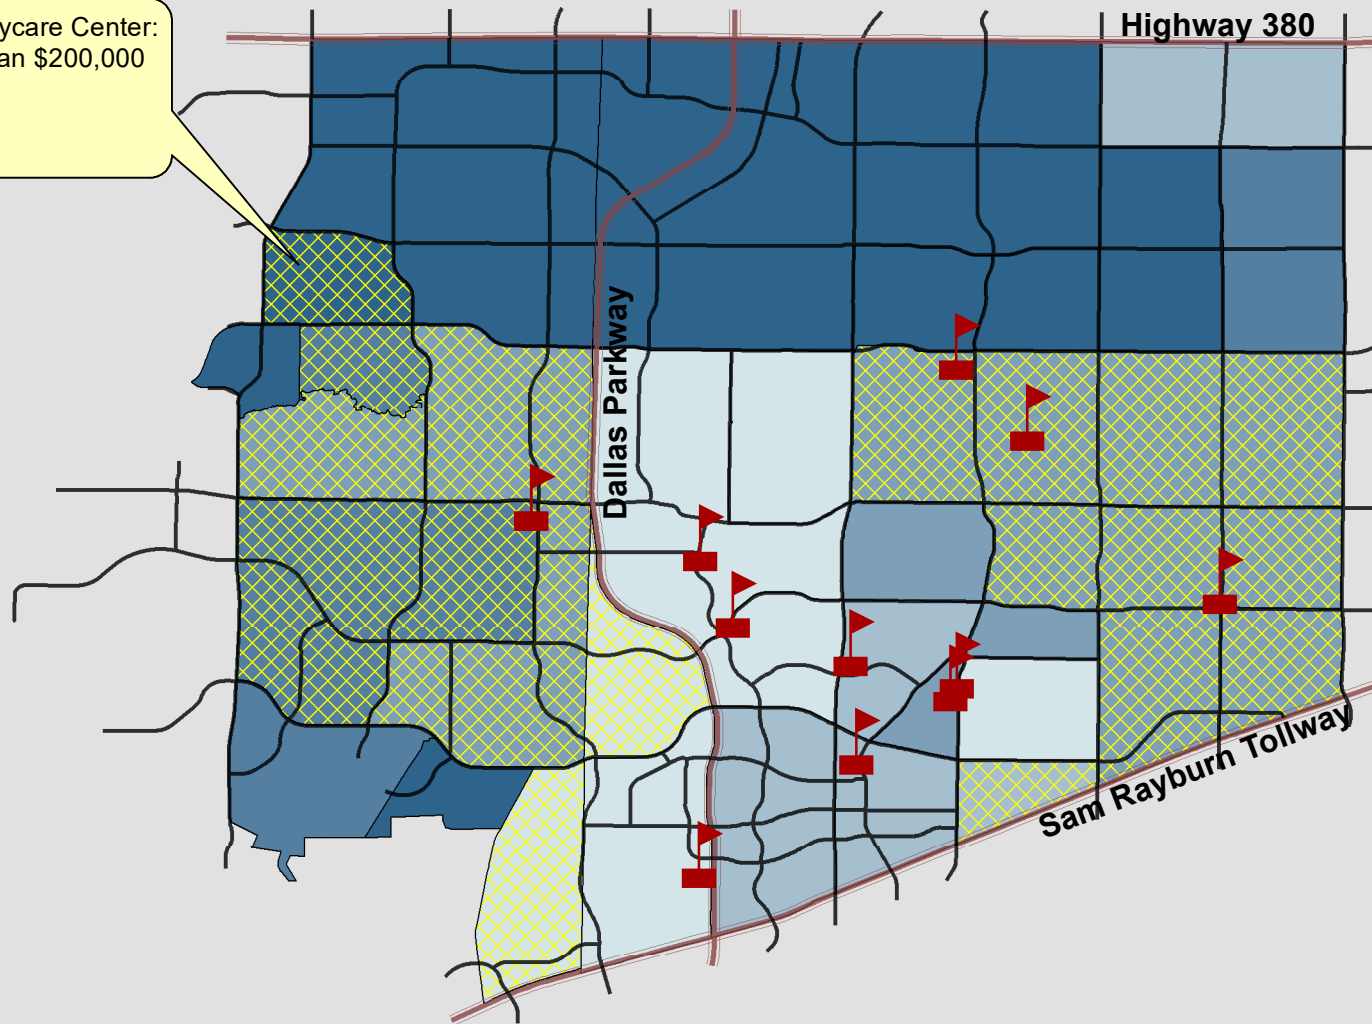 ycare Center:
an $200,000
Highway 380
Dallas Parkway
Sam Rayburn Tollway